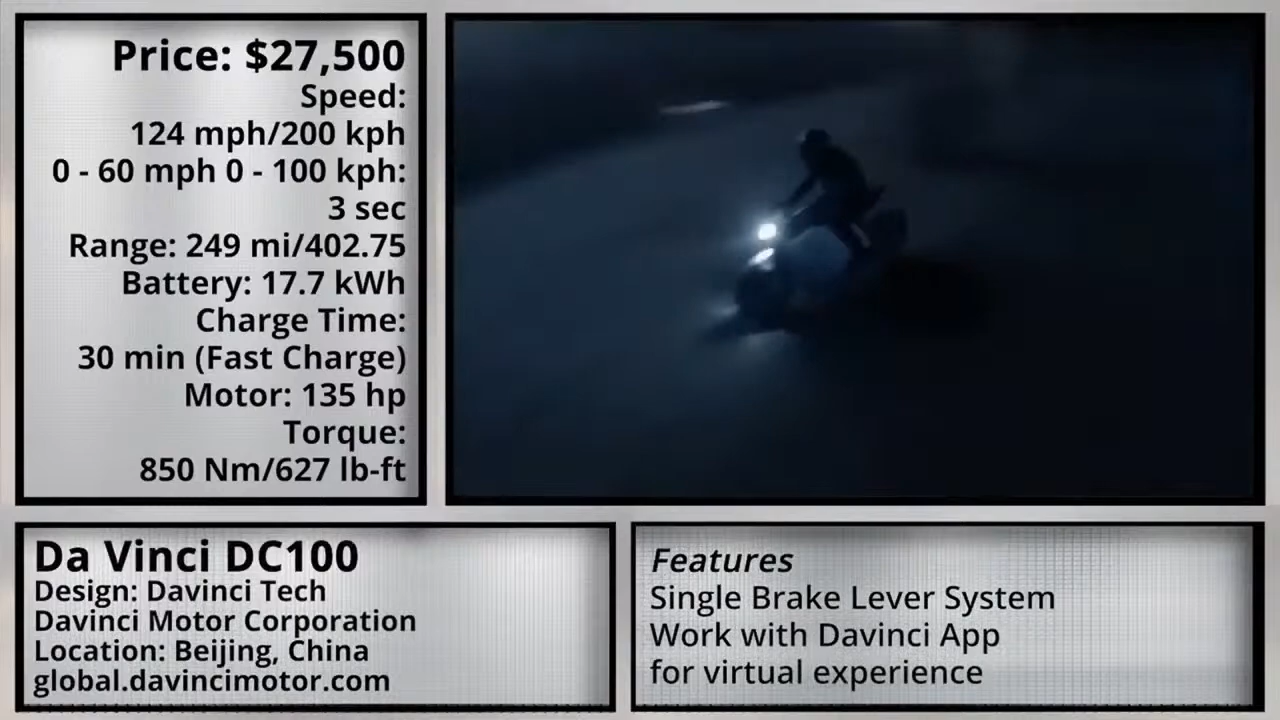 Price: $27,500
Speed:
124 mph/200 kph
0 - 60 mph 0 - 100 kph:
3 sec
Range: 249 mi/402.75
Battery: 17.7 kWh
Charge Time:
30 min (Fast Charge)
Motor: 135 hp
Torque:
850 Nm/627 lb-ft
Da Vinci DC100
Design: Davinci Tech
Davinci Motor Corporation
Location: Beijing, China
global.davincimotor.com
Features
Single Brake Lever System
Work with Davinci App
for virtual experience